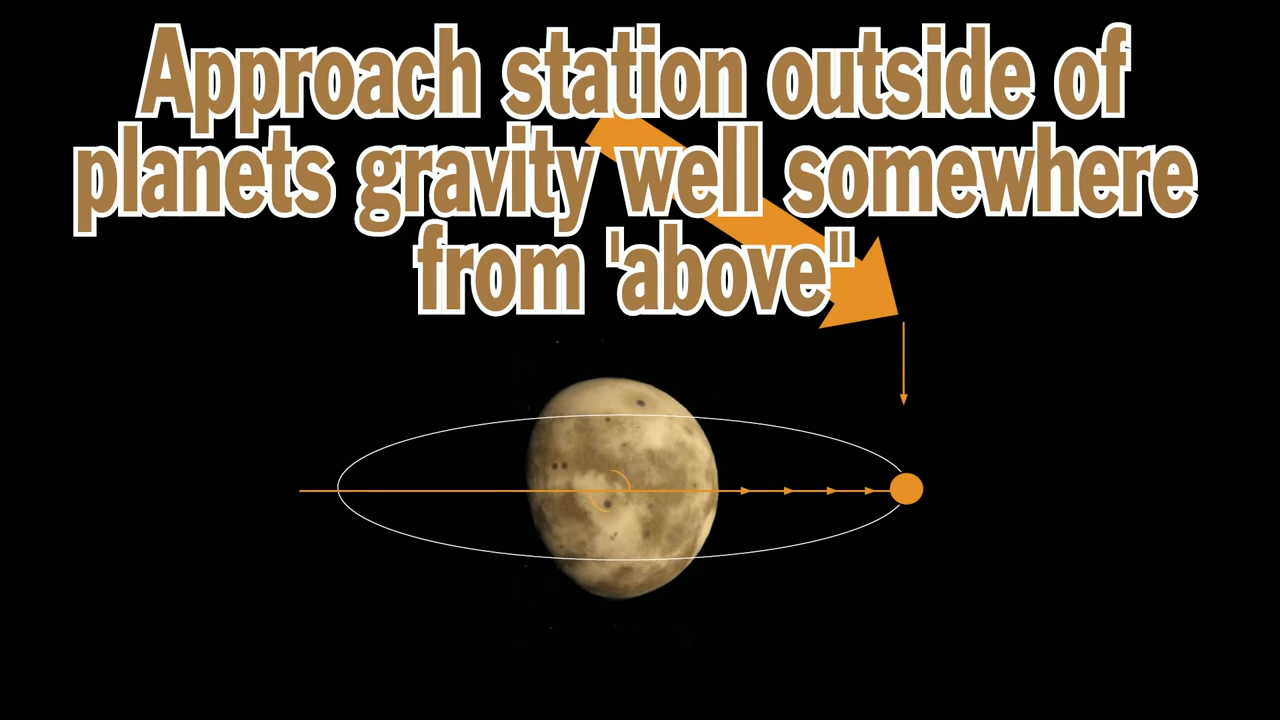 Approach station outside of
planets gravity well somewhere
from 'above"